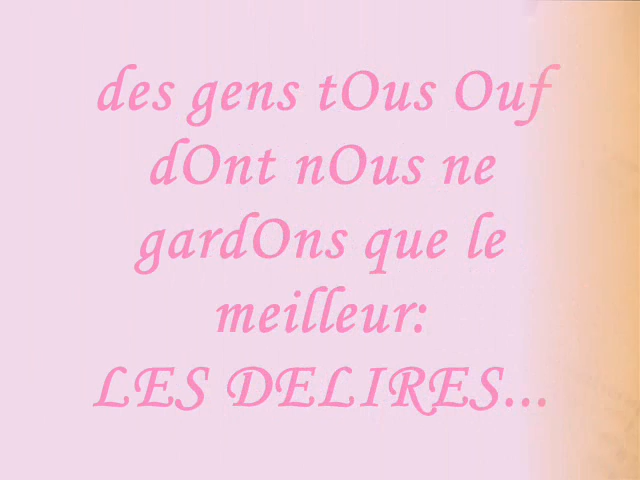 des gens tOus Ouf
dOnt nOus ne
gardOns que le
meilleur:
LES DELIRES...